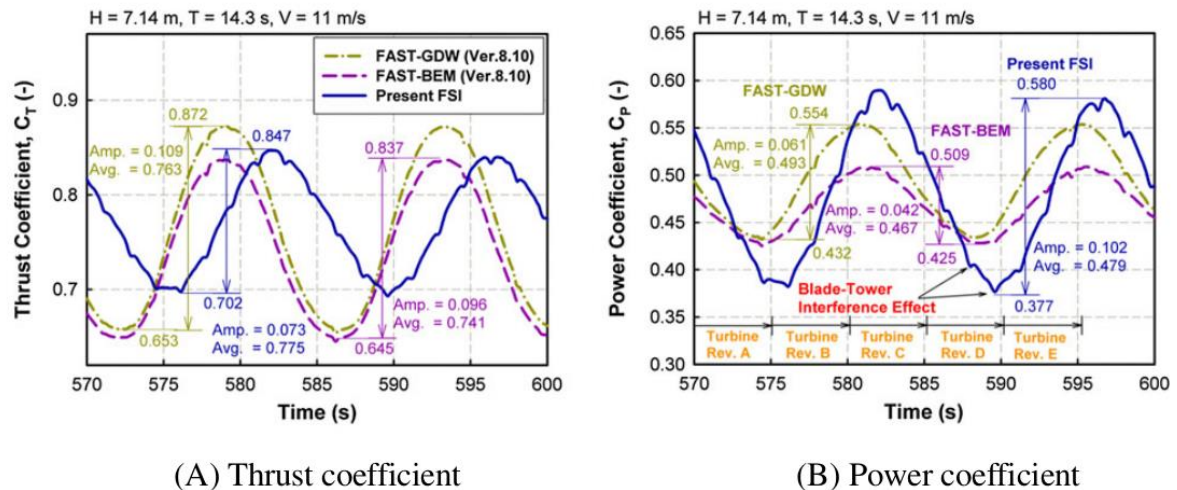 H = 7.14 m, T = 14.3 s, V = 11 m/s
FAST-GDW (Ver.8.10)
FAST-BEM (Ver.8.10)
Present FSI
0.9
0.8
0.7
Thrust Coefficient, C_T (-)
0.872
Amp. = 0.109
Avg. = 0.763
0.847
0.837
0.702
0.653
Amp. = 0.073
Avg. = 0.775
Amp. = 0.096
Avg. = 0.741
0.645
570 575 580 585 590 595 600
Time (s)
(A) Thrust coefficient
H = 7.14 m, T = 14.3 s, V = 11 m/s
0.65
0.60
0.55
0.50
0.45
0.40
0.35
0.30
Power Coefficient, C_P (-)
Present FSI
0.580
FAST-GDW
0.554
FAST-BEM
0.509
Amp. = 0.061
Avg. = 0.493
Amp. = 0.042
Avg. = 0.467
0.432
0.425
Amp. = 0.102
Avg. = 0.479
0.377
Blade-Tower
Interference Effect
Turbine Rev. A
Turbine Rev. B
Turbine Rev. C
Turbine Rev. D
Turbine Rev. E
570 575 580 585 590 595 600
Time (s)
(B) Power coefficient